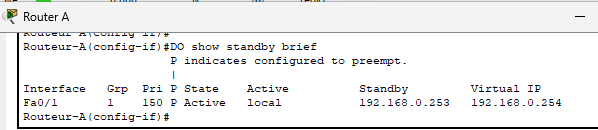 Router A
Routeur-A(config-if)#
Routeur-A(config-if)#DO show standby brief
                     P indicates configured to preempt.
                     |
Interface   Grp  Pri P State   Active          Standby         Virtual IP
Fa0/1       1    150 P Active  local           192.168.0.253   192.168.0.254
Routeur-A(config-if)#